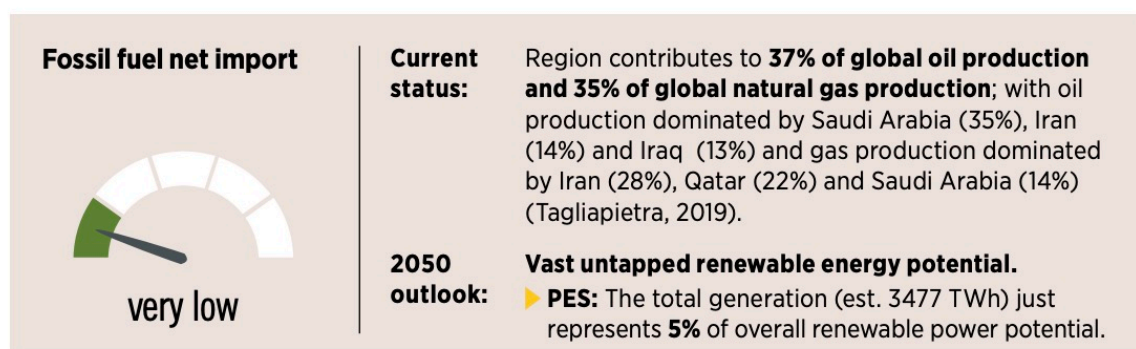 Fossil fuel net import
very low
Current
status:
Region contributes to 37% of global oil production
and 35% of global natural gas production; with oil
production dominated by Saudi Arabia (35%), Iran
(14%) and Iraq (13%) and gas production dominated
by Iran (28%), Qatar (22%) and Saudi Arabia (14%)
(Tagliapietra, 2019).
2050
outlook:
Vast untapped renewable energy potential.
PES: The total generation (est. 3477 TWh) just
represents 5% of overall renewable power potential.